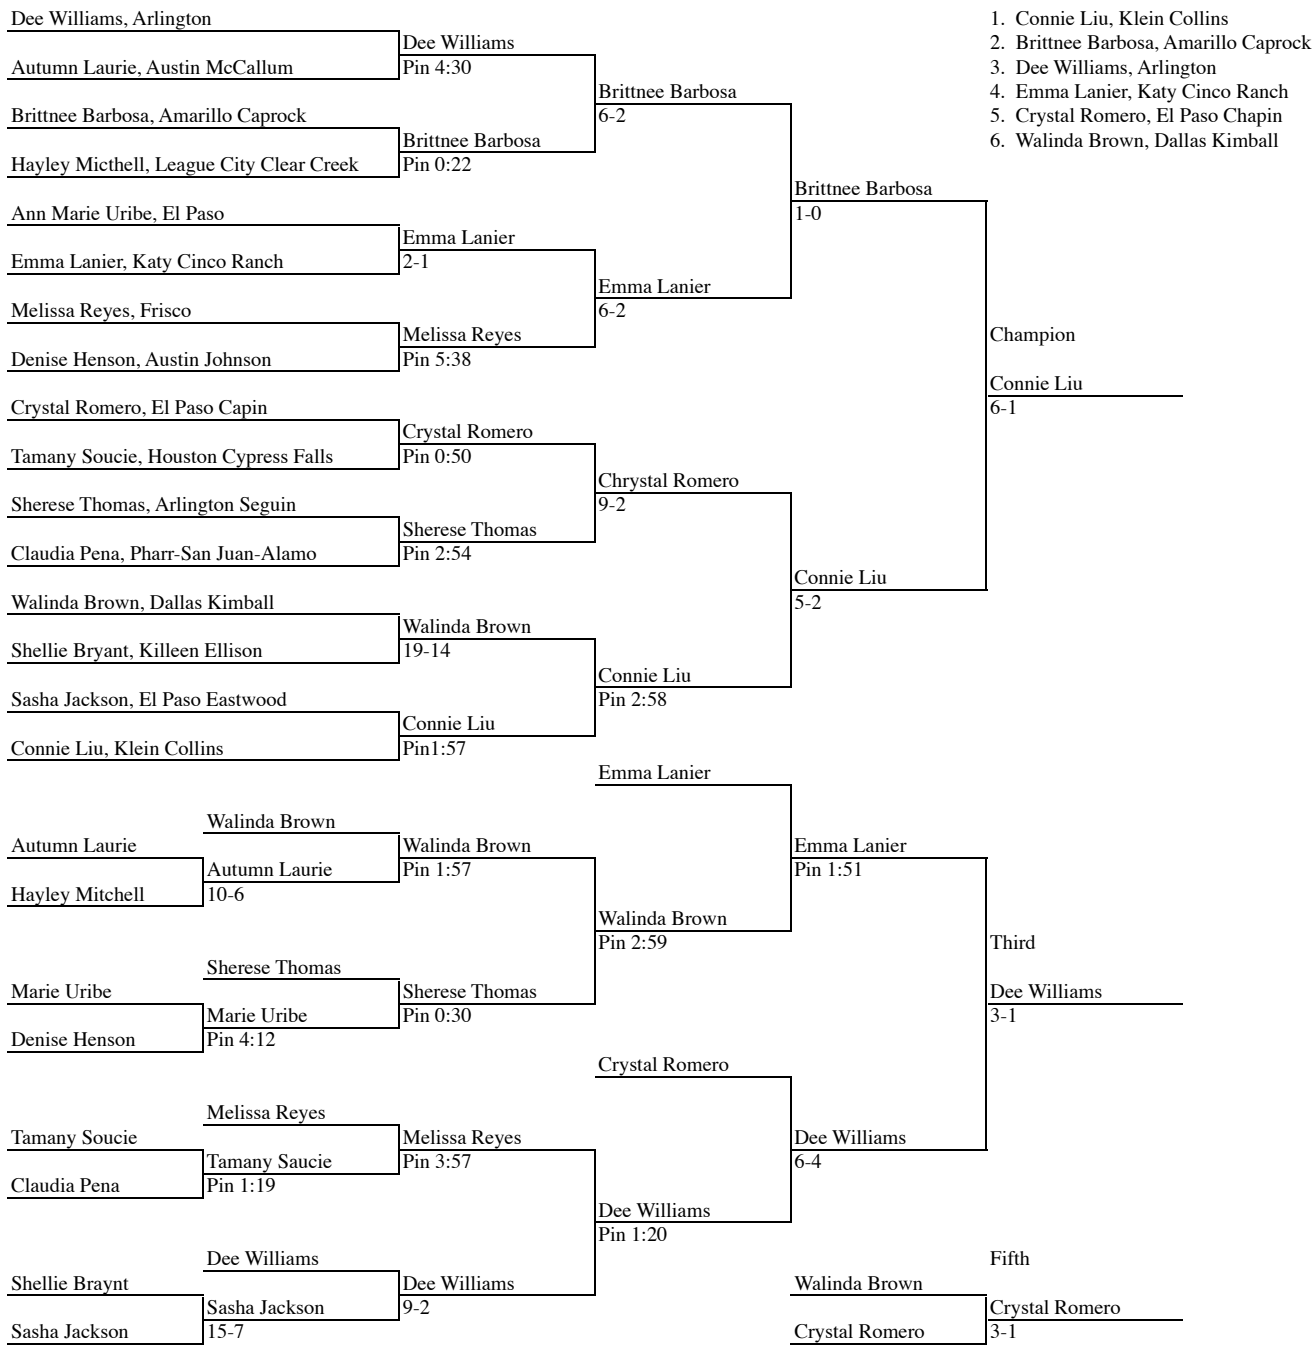 Dee Williams, Arlington
Dee Williams
Autumn Laurie, Austin McCallum
Pin 4:30
Brittnee Barbosa
6-2
Brittnee Barbosa, Amarillo Caprock
Brittnee Barbosa
Hayley Micthell, League City Clear Creek
Pin 0:22
Brittnee Barbosa
1-0
Ann Marie Uribe, El Paso
Emma Lanier
Emma Lanier, Katy Cinco Ranch
2-1
Emma Lanier
6-2
Melissa Reyes, Frisco
Melissa Reyes
Denise Henson, Austin Johnson
Pin 5:38
Champion
Connie Liu
6-1
Crystal Romero, El Paso Capin
Crystal Romero
Tamany Soucie, Houston Cypress Falls
Pin 0:50
Chrystal Romero
9-2
Sherese Thomas, Arlington Seguin
Sherese Thomas
Claudia Pena, Pharr-San Juan-Alamo
Pin 2:54
Connie Liu
5-2
Walinda Brown, Dallas Kimball
Walinda Brown
Shellie Bryant, Killeen Ellison
19-14
Connie Liu
Pin 2:58
Sasha Jackson, El Paso Eastwood
Connie Liu
Connie Liu, Klein Collins
Pin1:57
1. Connie Liu, Klein Collins
2. Brittnee Barbosa, Amarillo Caprock
3. Dee Williams, Arlington
4. Emma Lanier, Katy Cinco Ranch
5. Crystal Romero, El Paso Chapin
6. Walinda Brown, Dallas Kimball
Emma Lanier
Walinda Brown
Autumn Laurie
Walinda Brown
Emma Lanier
Autumn Laurie
Pin 1:57
Pin 1:51
Hayley Mitchell
10-6
Walinda Brown
Pin 2:59
Third
Sherese Thomas
Marie Uribe
Sherese Thomas
Dee Williams
Marie Uribe
Pin 0:30
3-1
Denise Henson
Pin 4:12
Crystal Romero
Melissa Reyes
Tamany Soucie
Melissa Reyes
Dee Williams
Tamany Saucie
Pin 3:57
6-4
Claudia Pena
Pin 1:19
Dee Williams
Pin 1:20
Dee Williams
Fifth
Shellie Braynt
Dee Williams
Walinda Brown
Sasha Jackson
9-2
Crystal Romero
Sasha Jackson
15-7
Crystal Romero
3-1